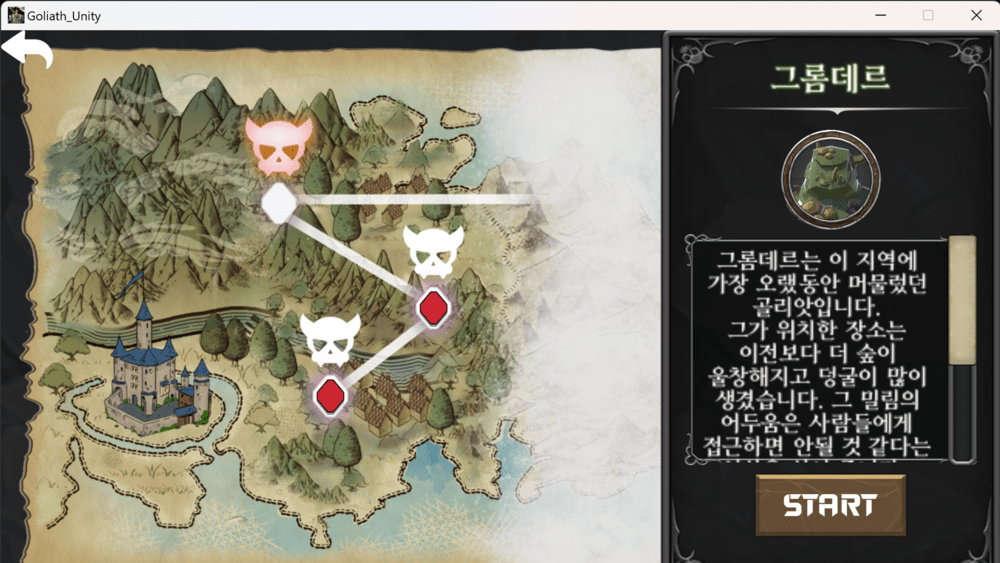 Goliath_Unity
그롬데르
그롬데르는 이 지역에
가장 오랬동안 머물렀던
골리앗입니다.
그가 위치한 장소는
이전보다 더 숲이
울창해지고 덩굴이 많이
생겼습니다. 그 밀림의
어두움은 사람들에게
접근하면 안될 것 같다는
START